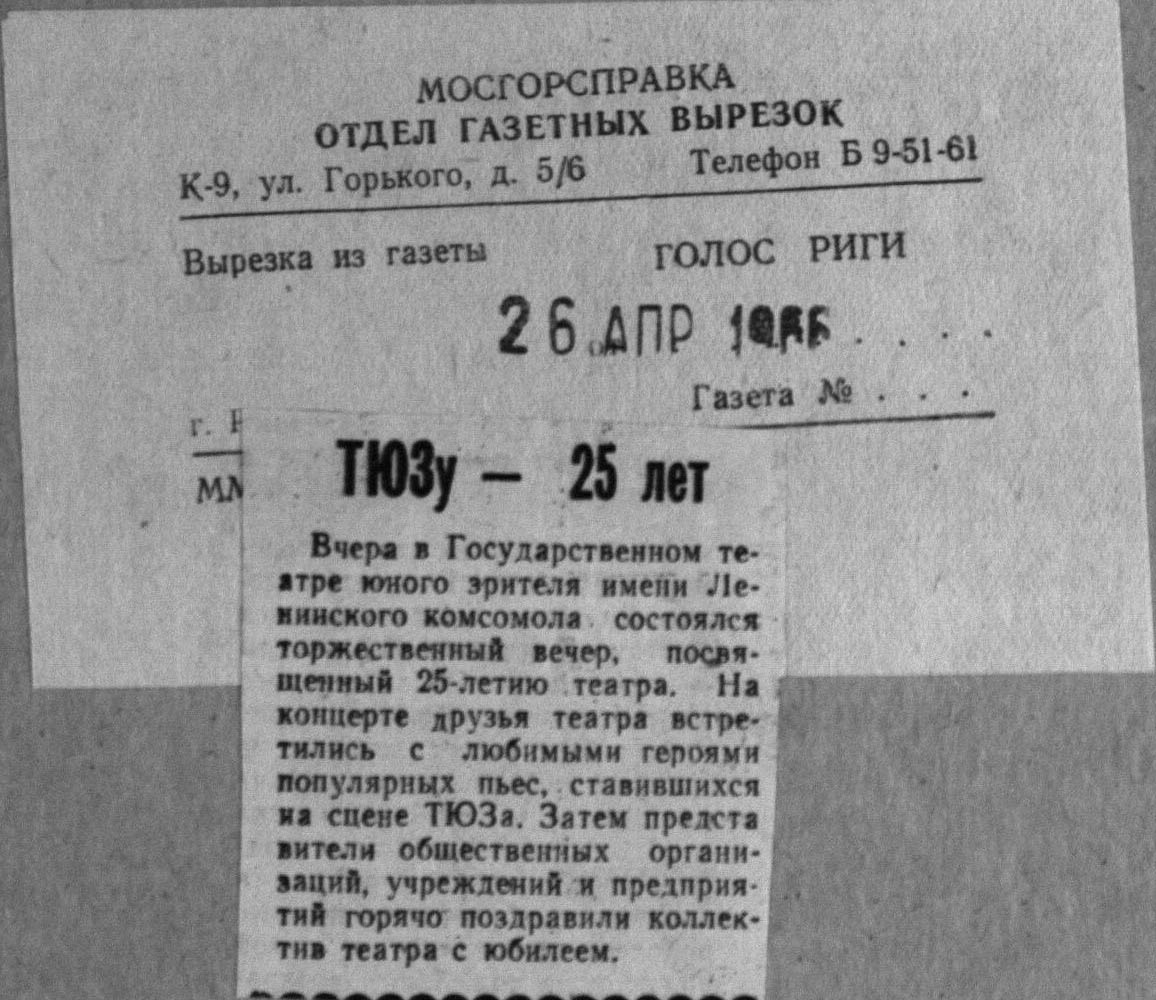 МОСГОРСПРАВКА
ОТДЕЛ ГАЗЕТНЫХ ВЫРЕЗОК
К-9, ул. Горького, д. 5/6 Телефон Б 9-51-61
Вырезка из газеты ГОЛОС РИГИ
26 АПР
Газета № . . .
г.
ТЮЗу — 25 лет
Вчера в Государственном те-
атре юного зрителя имени Ле-
нинского комсомола состоялся
торжественный вечер, посвя-
щенный 25-летию театра. На
концерте друзья театра встре-
тились с любимыми героями
популярных пьес, ставившихся
на сцене ТЮЗа. Затем предста
вители общественных органи-
заций, учреждений и предприя-
тий горячо поздравили коллек-
тив театра с юбилеем.